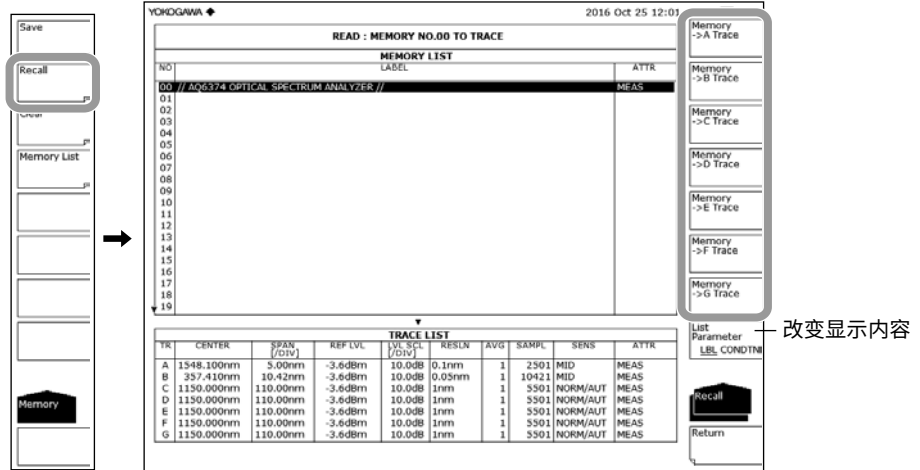 Save
Recall
Clear
Memory List
Memory
YOKOGAWA ◆
2016 Oct 25 12:01
READ : MEMORY NO.00 TO TRACE
MEMORY LIST
NO LABEL ATTR
00 // AQ6374 OPTICAL SPECTRUM ANALYZER // MEAS
01
02
03
04
05
06
07
08
09
10
11
12
13
14
15
16
17
18
19
TRACE LIST
TR CENTER SPAN [/DIV] REF LVL LVL SCL [/DIV] RESLN AVG SAMPL SENS ATTR
A 1548.100nm 5.00nm -3.6dBm 10.0dB 0.1nm 1 2501 MID MEAS
B 357.410nm 10.42nm -3.6dBm 10.0dB 0.05nm 1 10421 MID MEAS
C 1150.000nm 110.00nm -3.6dBm 10.0dB 1nm 1 5501 NORM/AUT MEAS
D 1150.000nm 110.00nm -3.6dBm 10.0dB 1nm 1 5501 NORM/AUT MEAS
E 1150.000nm 110.00nm -3.6dBm 10.0dB 1nm 1 5501 NORM/AUT MEAS
F 1150.000nm 110.00nm -3.6dBm 10.0dB 1nm 1 5501 NORM/AUT MEAS
G 1150.000nm 110.00nm -3.6dBm 10.0dB 1nm 1 5501 NORM/AUT MEAS
Memory
->A Trace
Memory
->B Trace
Memory
->C Trace
Memory
->D Trace
Memory
->E Trace
Memory
->F Trace
Memory
->G Trace
List
Parameter
LBL CONDTN
改变显示内容
Recall
Return